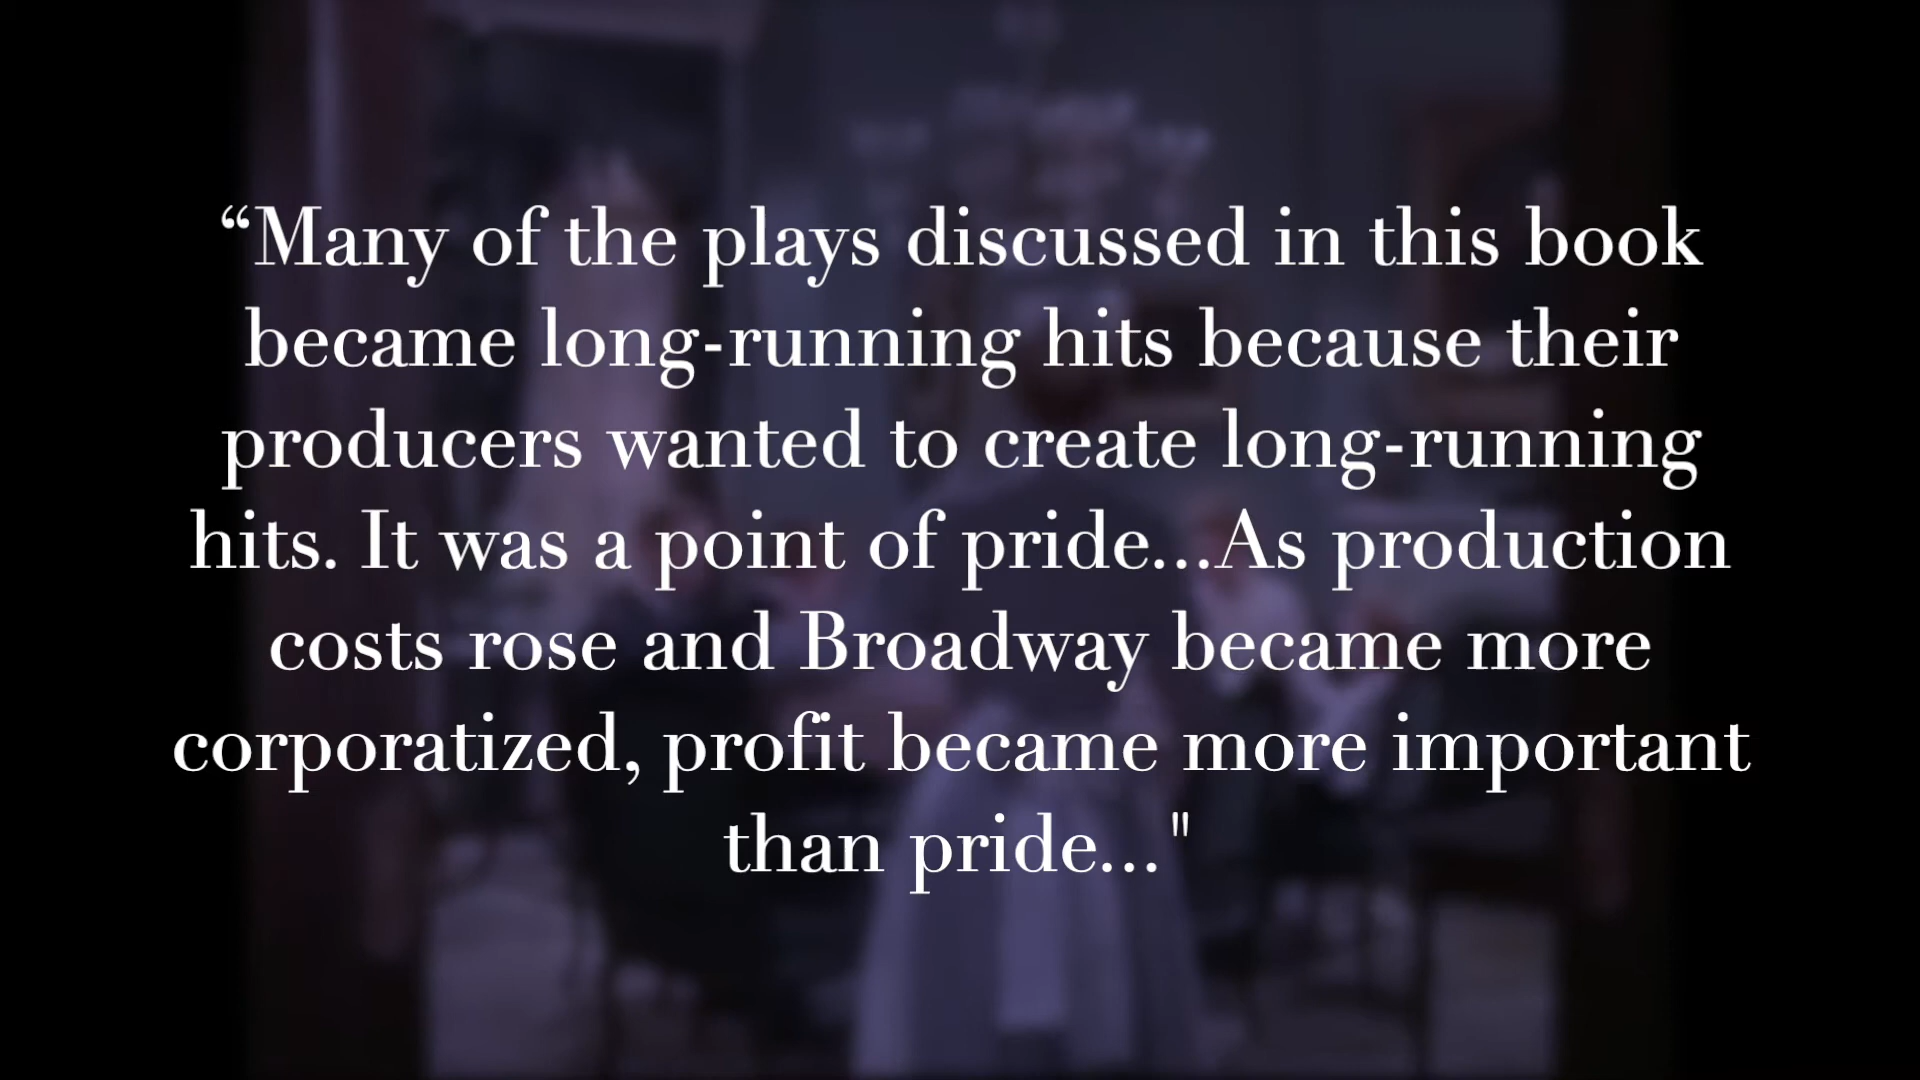 “Many of the plays discussed in this book
became long-running hits because their
producers wanted to create long-running
hits. It was a point of pride...As production
costs rose and Broadway became more
corporatized, profit became more important
than pride..."